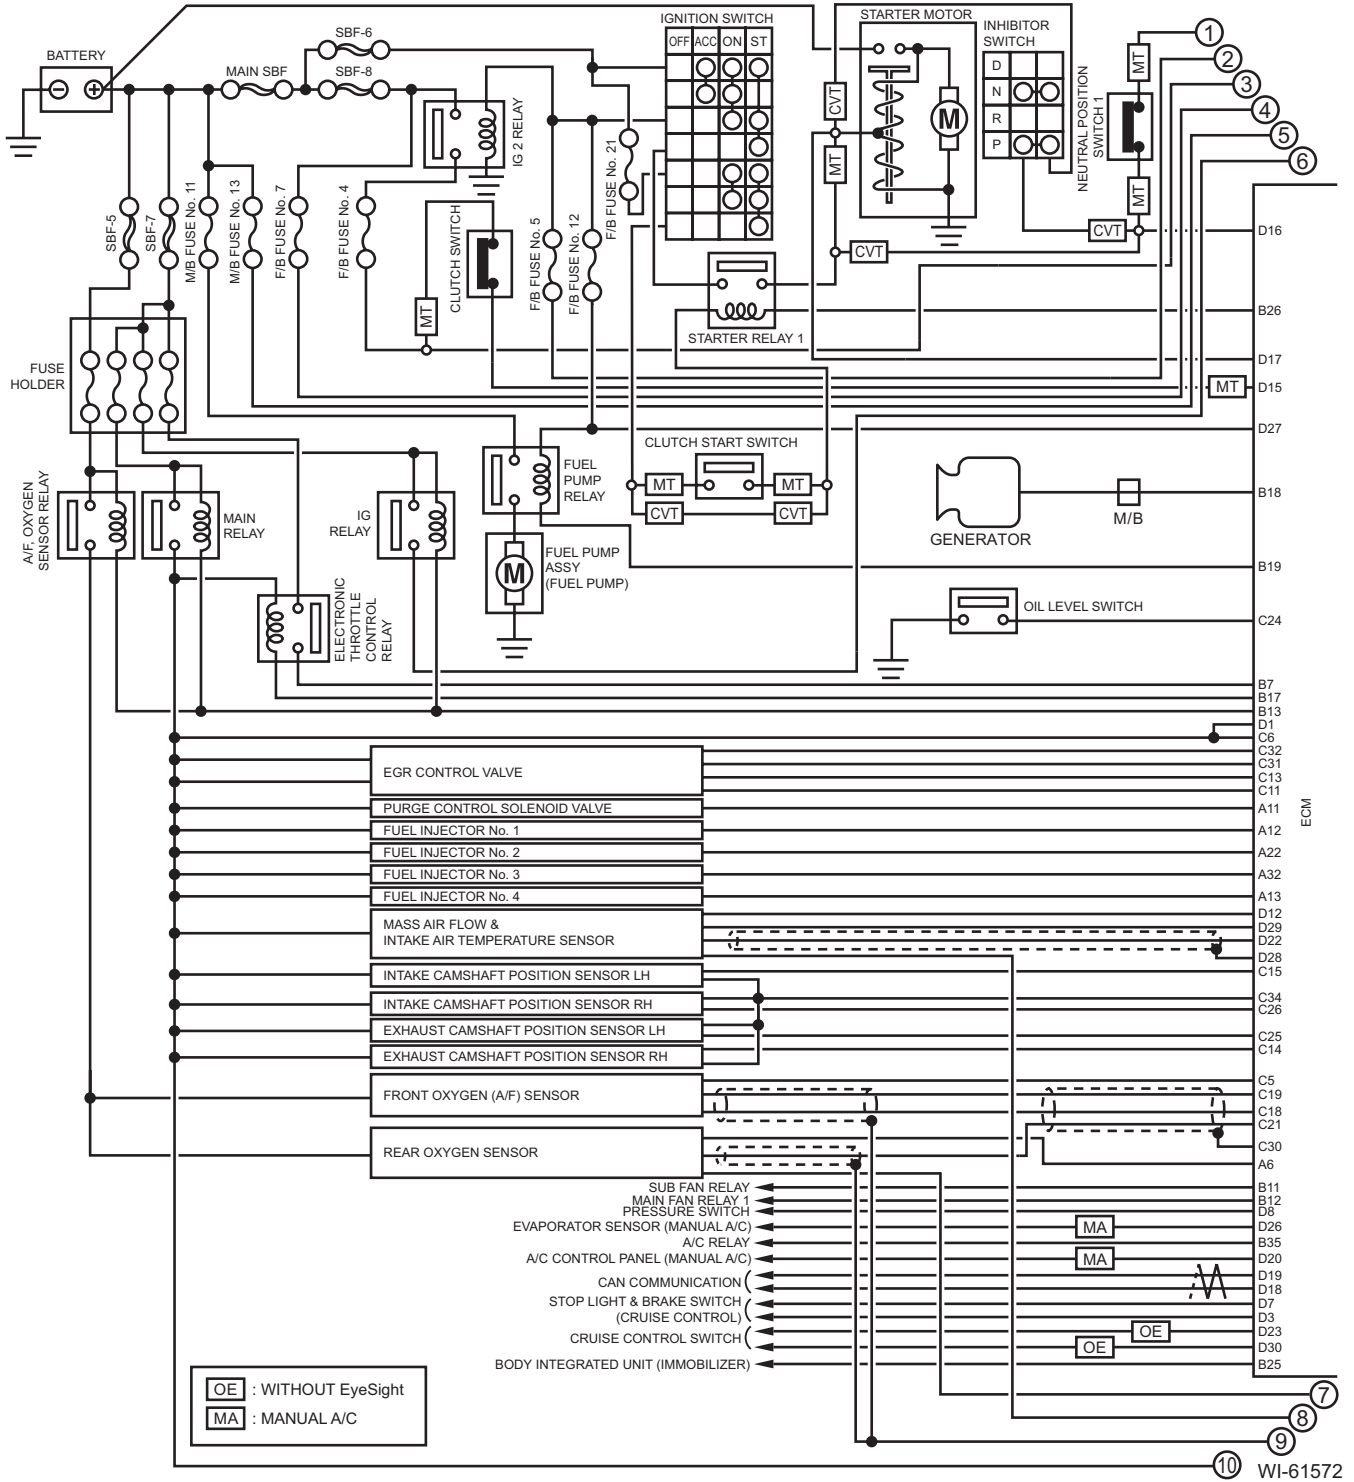 BATTERY
SBF-6
MAIN SBF
SBF-8
IG 2 RELAY
SBF-5
SBF-7
M/B FUSE No. 11
M/B FUSE No. 13
F/B FUSE No. 7
F/B FUSE No. 4
CLUTCH SWITCH
MT
F/B FUSE No. 5
F/B FUSE No. 12
F/B FUSE No. 21
IGNITION SWITCH
OFF
ACC
ON
ST
STARTER RELAY 1
STARTER MOTOR
M
CVT
MT
CVT
INHIBITOR
SWITCH
D
N
R
P
NEUTRAL POSITION
SWITCH 1
MT
MT
CVT
1
2
3
4
5
6
D16
B26
D17
MT
D15
D27
FUSE
HOLDER
A/F, OXYGEN
SENSOR RELAY
MAIN
RELAY
IG
RELAY
ELECTRONIC
THROTTLE
CONTROL
RELAY
FUEL
PUMP
RELAY
M
FUEL PUMP
ASSY
(FUEL PUMP)
CLUTCH START SWITCH
MT
MT
CVT
CVT
GENERATOR
M/B
B18
B19
OIL LEVEL SWITCH
C24
B7
B17
B13
D1
C6
EGR CONTROL VALVE
C32
C31
C13
C11
PURGE CONTROL SOLENOID VALVE
A11
FUEL INJECTOR No. 1
A12
FUEL INJECTOR No. 2
A22
FUEL INJECTOR No. 3
A32
FUEL INJECTOR No. 4
A13
ECM
MASS AIR FLOW &
INTAKE AIR TEMPERATURE SENSOR
D12
D29
D22
D28
INTAKE CAMSHAFT POSITION SENSOR LH
C15
INTAKE CAMSHAFT POSITION SENSOR RH
C34
C26
EXHAUST CAMSHAFT POSITION SENSOR LH
C25
EXHAUST CAMSHAFT POSITION SENSOR RH
C14
FRONT OXYGEN (A/F) SENSOR
C5
C19
C18
C21
REAR OXYGEN SENSOR
C30
A6
SUB FAN RELAY
B11
MAIN FAN RELAY 1
B12
PRESSURE SWITCH
D8
EVAPORATOR SENSOR (MANUAL A/C)
MA
D26
A/C RELAY
B35
A/C CONTROL PANEL (MANUAL A/C)
MA
D20
CAN COMMUNICATION
D19
D18
STOP LIGHT & BRAKE SWITCH
(CRUISE CONTROL)
D7
D3
CRUISE CONTROL SWITCH
OE
D23
OE
D30
BODY INTEGRATED UNIT (IMMOBILIZER)
B25
OE : WITHOUT EyeSight
MA : MANUAL A/C
7
8
9
10
WI-61572